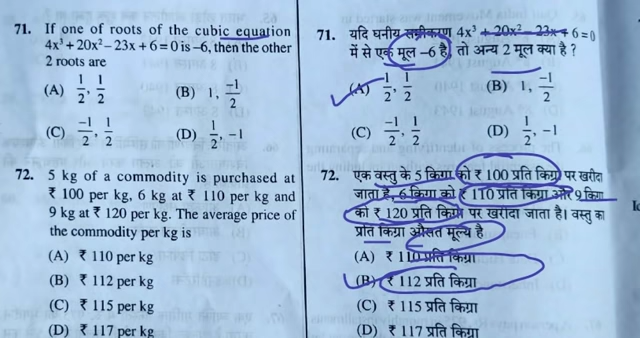 71. If one of roots of the cubic equation
4x³ + 20x² – 23x + 6 = 0 is –6, then the other
2 roots are
(A) 1/2, 1/2 (B) 1, –1/2
(C) –1/2, 1/2 (D) 1/2, –1
72. 5 kg of a commodity is purchased at
₹ 100 per kg, 6 kg at ₹ 110 per kg and
9 kg at ₹ 120 per kg. The average price of
the commodity per kg is
(A) ₹ 110 per kg
(B) ₹ 112 per kg
(C) ₹ 115 per kg
(D) ₹ 117 per kg
71. यदि घनीय समीकरण 4x³ + 20x² – 23x + 6 = 0
में से एक मूल –6 है, तो अन्य 2 मूल क्या है ?
(A) 1/2, 1/2 (B) 1, –1/2
(C) –1/2, 1/2 (D) 1/2, –1
72. एक वस्तु के 5 किग्रा को ₹ 100 प्रति किग्रा पर खरीदा
जाता है, 6 किग्रा को ₹ 110 प्रति किग्रा और 9 किग्रा
को ₹ 120 प्रति किग्रा पर खरीदा जाता है। वस्तु का
प्रति किग्रा औसत मूल्य है
(A) ₹ 110 प्रति किग्रा
(B) ₹ 112 प्रति किग्रा
(C) ₹ 115 प्रति किग्रा
(D) ₹ 117 प्रति किग्रा